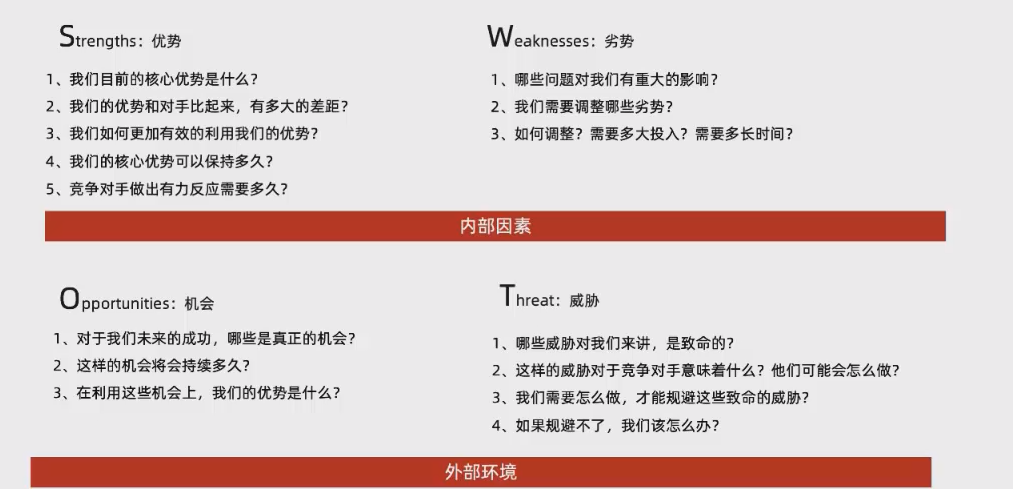 Strengths：优势
1、我们目前的核心优势是什么？
2、我们的优势和对手比起来，有多大的差距？
3、我们如何更加有效的利用我们的优势？
4、我们的核心优势可以保持多久？
5、竞争对手做出有力反应需要多久？
Weaknesses：劣势
1、哪些问题对我们有重大的影响？
2、我们需要调整哪些劣势？
3、如何调整？需要多大投入？需要多长时间？
内部因素
Opportunities：机会
1、对于我们未来的成功，哪些是真正的机会？
2、这样的机会将会持续多久？
3、在利用这些机会上，我们的优势是什么？
Threat：威胁
1、哪些威胁对我们来讲，是致命的？
2、这样的威胁对于竞争对手意味着什么？他们可能会怎么做？
3、我们需要怎么做，才能规避这些致命的威胁？
4、如果规避不了，我们该怎么办？
外部环境